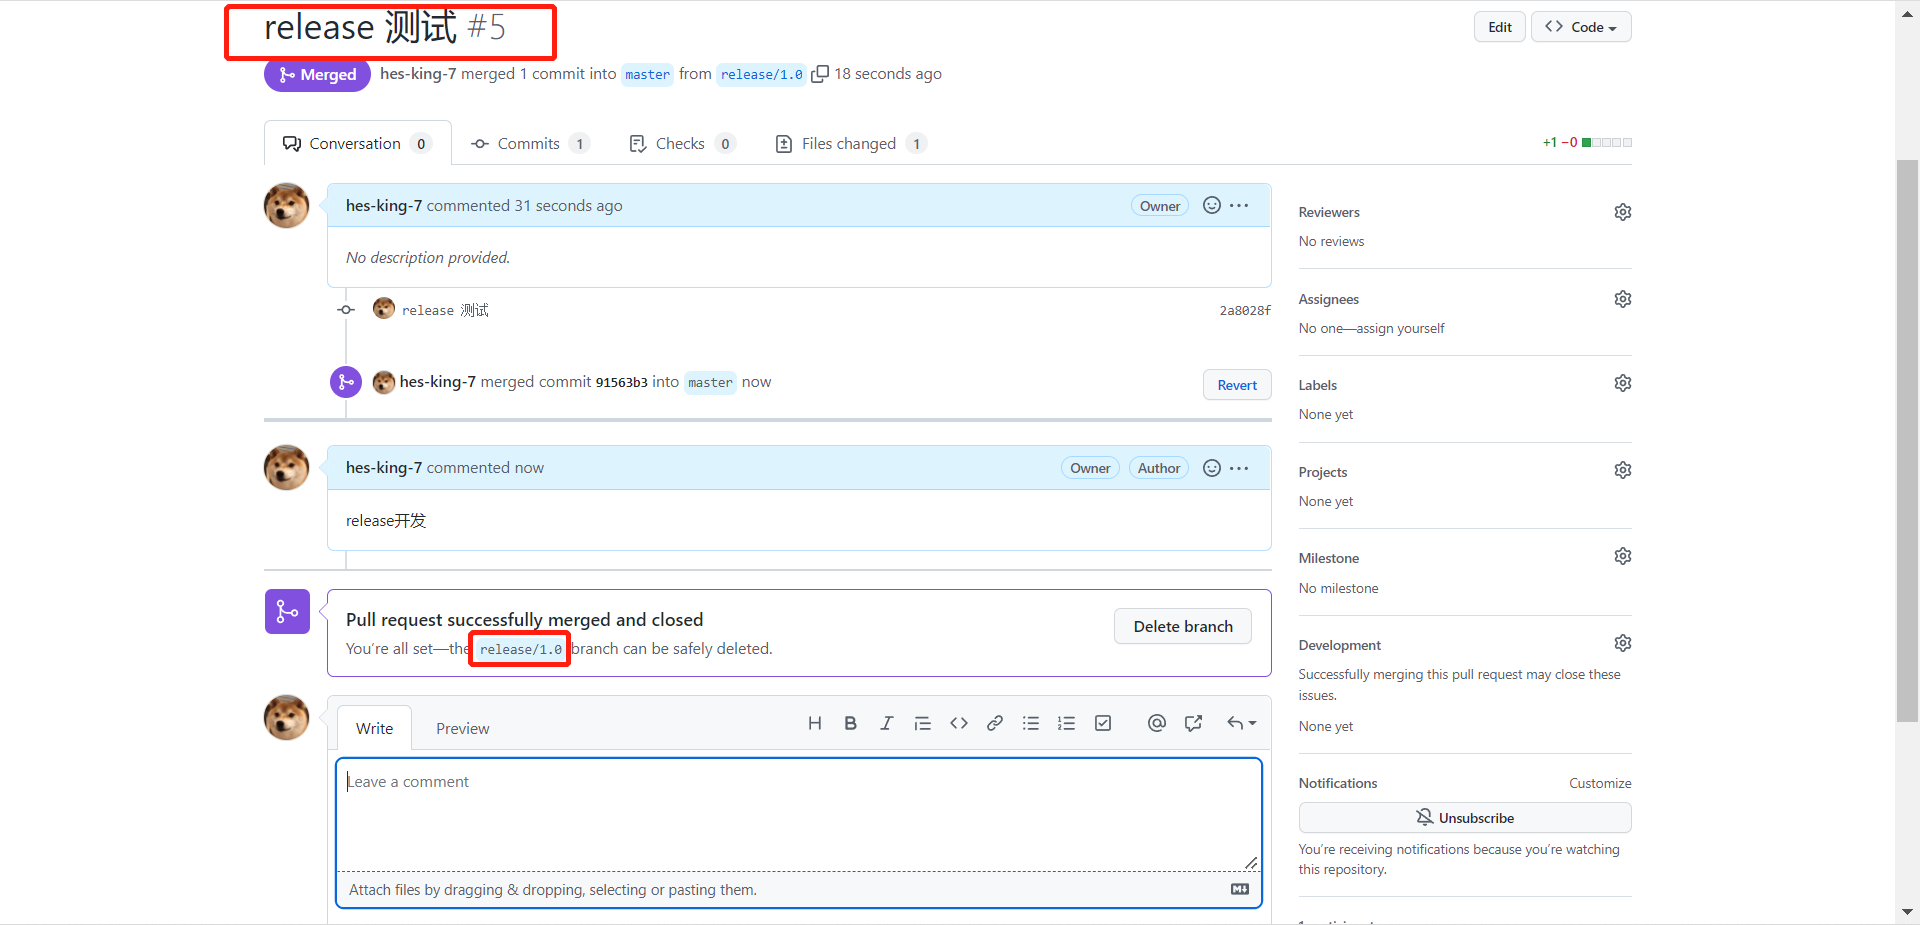 release 测试 #5
Edit
Code
Merged
hes-king-7 merged 1 commit into master from release/1.0 18 seconds ago
Conversation 0
Commits 1
Checks 0
Files changed 1
+1 −0
hes-king-7 commented 31 seconds ago
Owner
No description provided.
release 测试
2a8028f
hes-king-7 merged commit 91563b3 into master now
Revert
hes-king-7 commented now
Owner
Author
release开发
Pull request successfully merged and closed
You're all set—the release/1.0 branch can be safely deleted.
Delete branch
Write
Preview
Leave a comment
Attach files by dragging & dropping, selecting or pasting them.
Reviewers
No reviews
Assignees
No one—assign yourself
Labels
None yet
Projects
None yet
Milestone
No milestone
Development
Successfully merging this pull request may close these
issues.
None yet
Notifications
Customize
Unsubscribe
You're receiving notifications because you're watching
this repository.